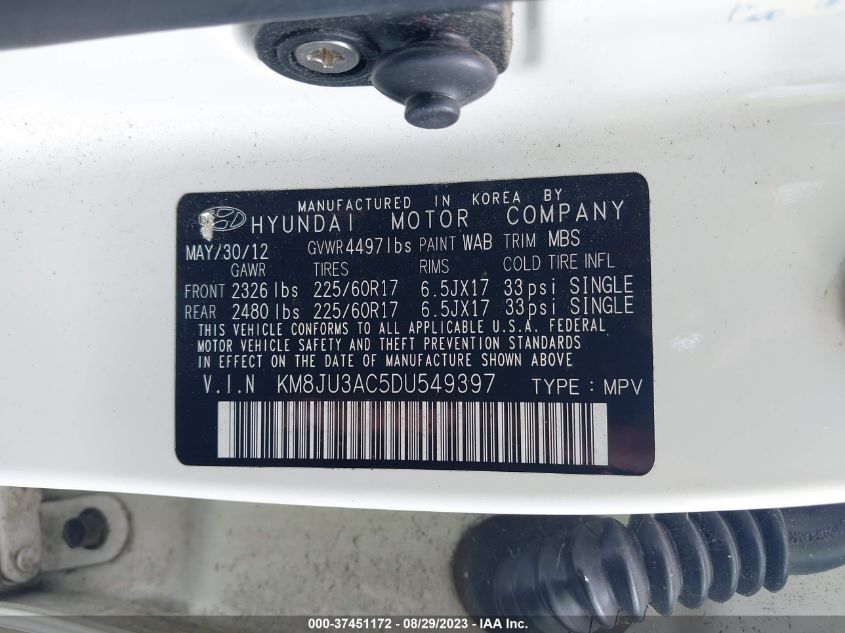 MANUFACTURED IN KOREA BY
HYUNDAI MOTOR COMPANY
MAY/30/12 GVWR 4497lbs PAINT WAB TRIM MBS
GAWR TIRES RIMS COLD TIRE INFL
FRONT 2326 lbs 225/60R17 6.5JX17 33psi SINGLE
REAR 2480 lbs 225/60R17 6.5JX17 33psi SINGLE
THIS VEHICLE CONFORMS TO ALL APPLICABLE U.S.A. FEDERAL
MOTOR VEHICLE SAFETY AND THEFT PREVENTION STANDARDS
IN EFFECT ON THE DATE OF MANUFACTURE SHOWN ABOVE
V.I.N KM8JU3AC5DU549397 TYPE : MPV
000-37451172 - 08/29/2023 - IAA Inc.